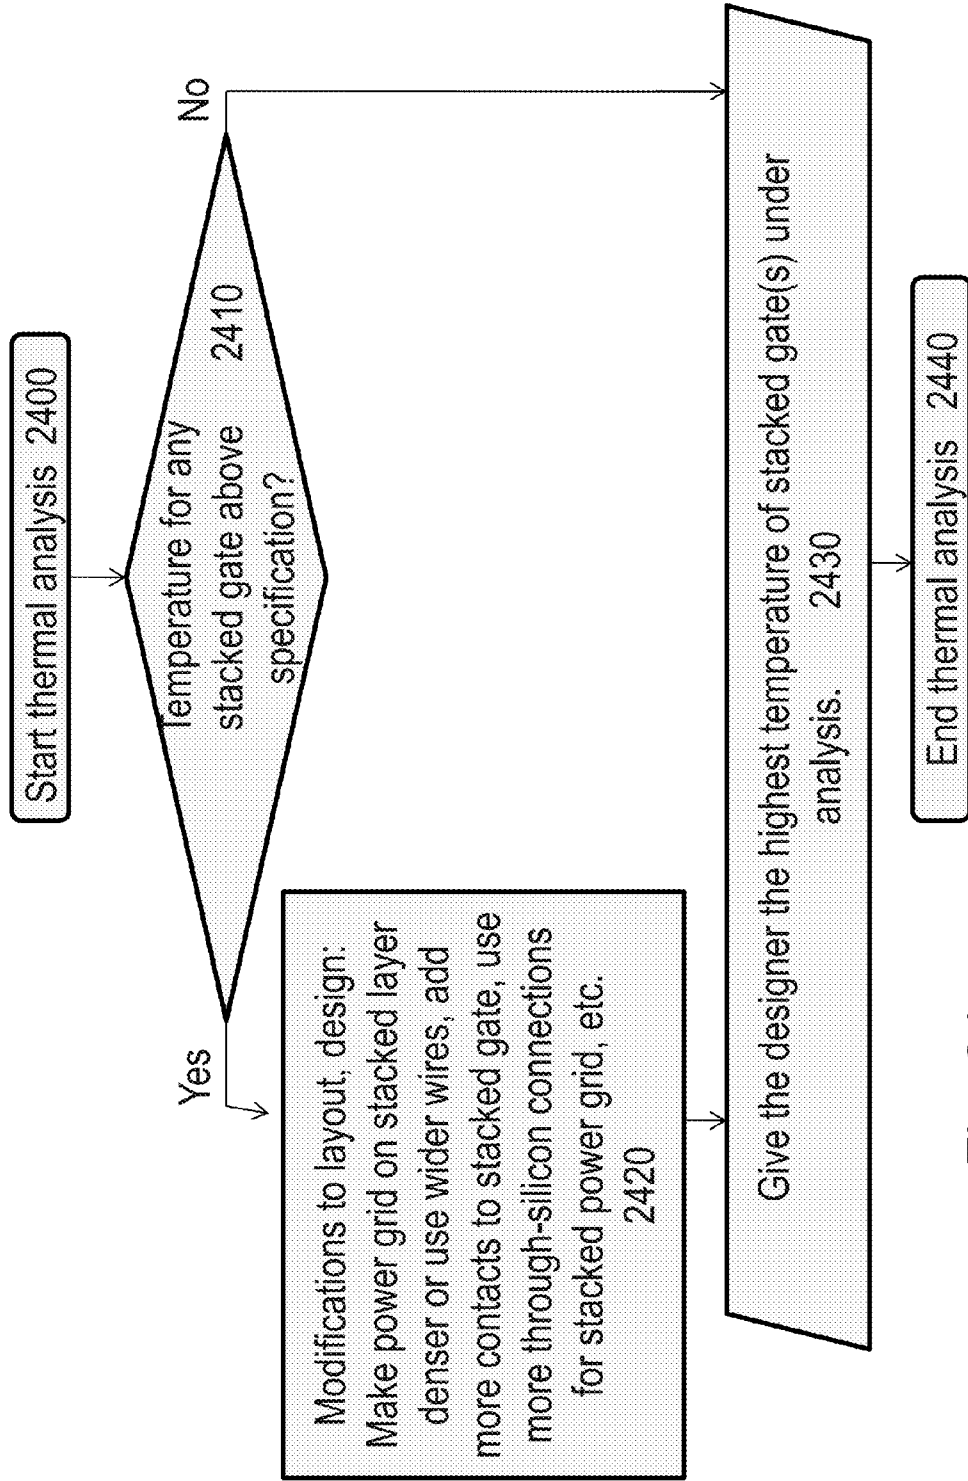 Start thermal analysis 2400
Temperature for any
stacked gate above 2410
specification?
Yes
No
Modifications to layout, design:
Make power grid on stacked layer
denser or use wider wires, add
more contacts to stacked gate, use
more through-silicon connections
for stacked power grid, etc.
2420
Give the designer the highest temperature of stacked gate(s) under
analysis. 2430
End thermal analysis 2440